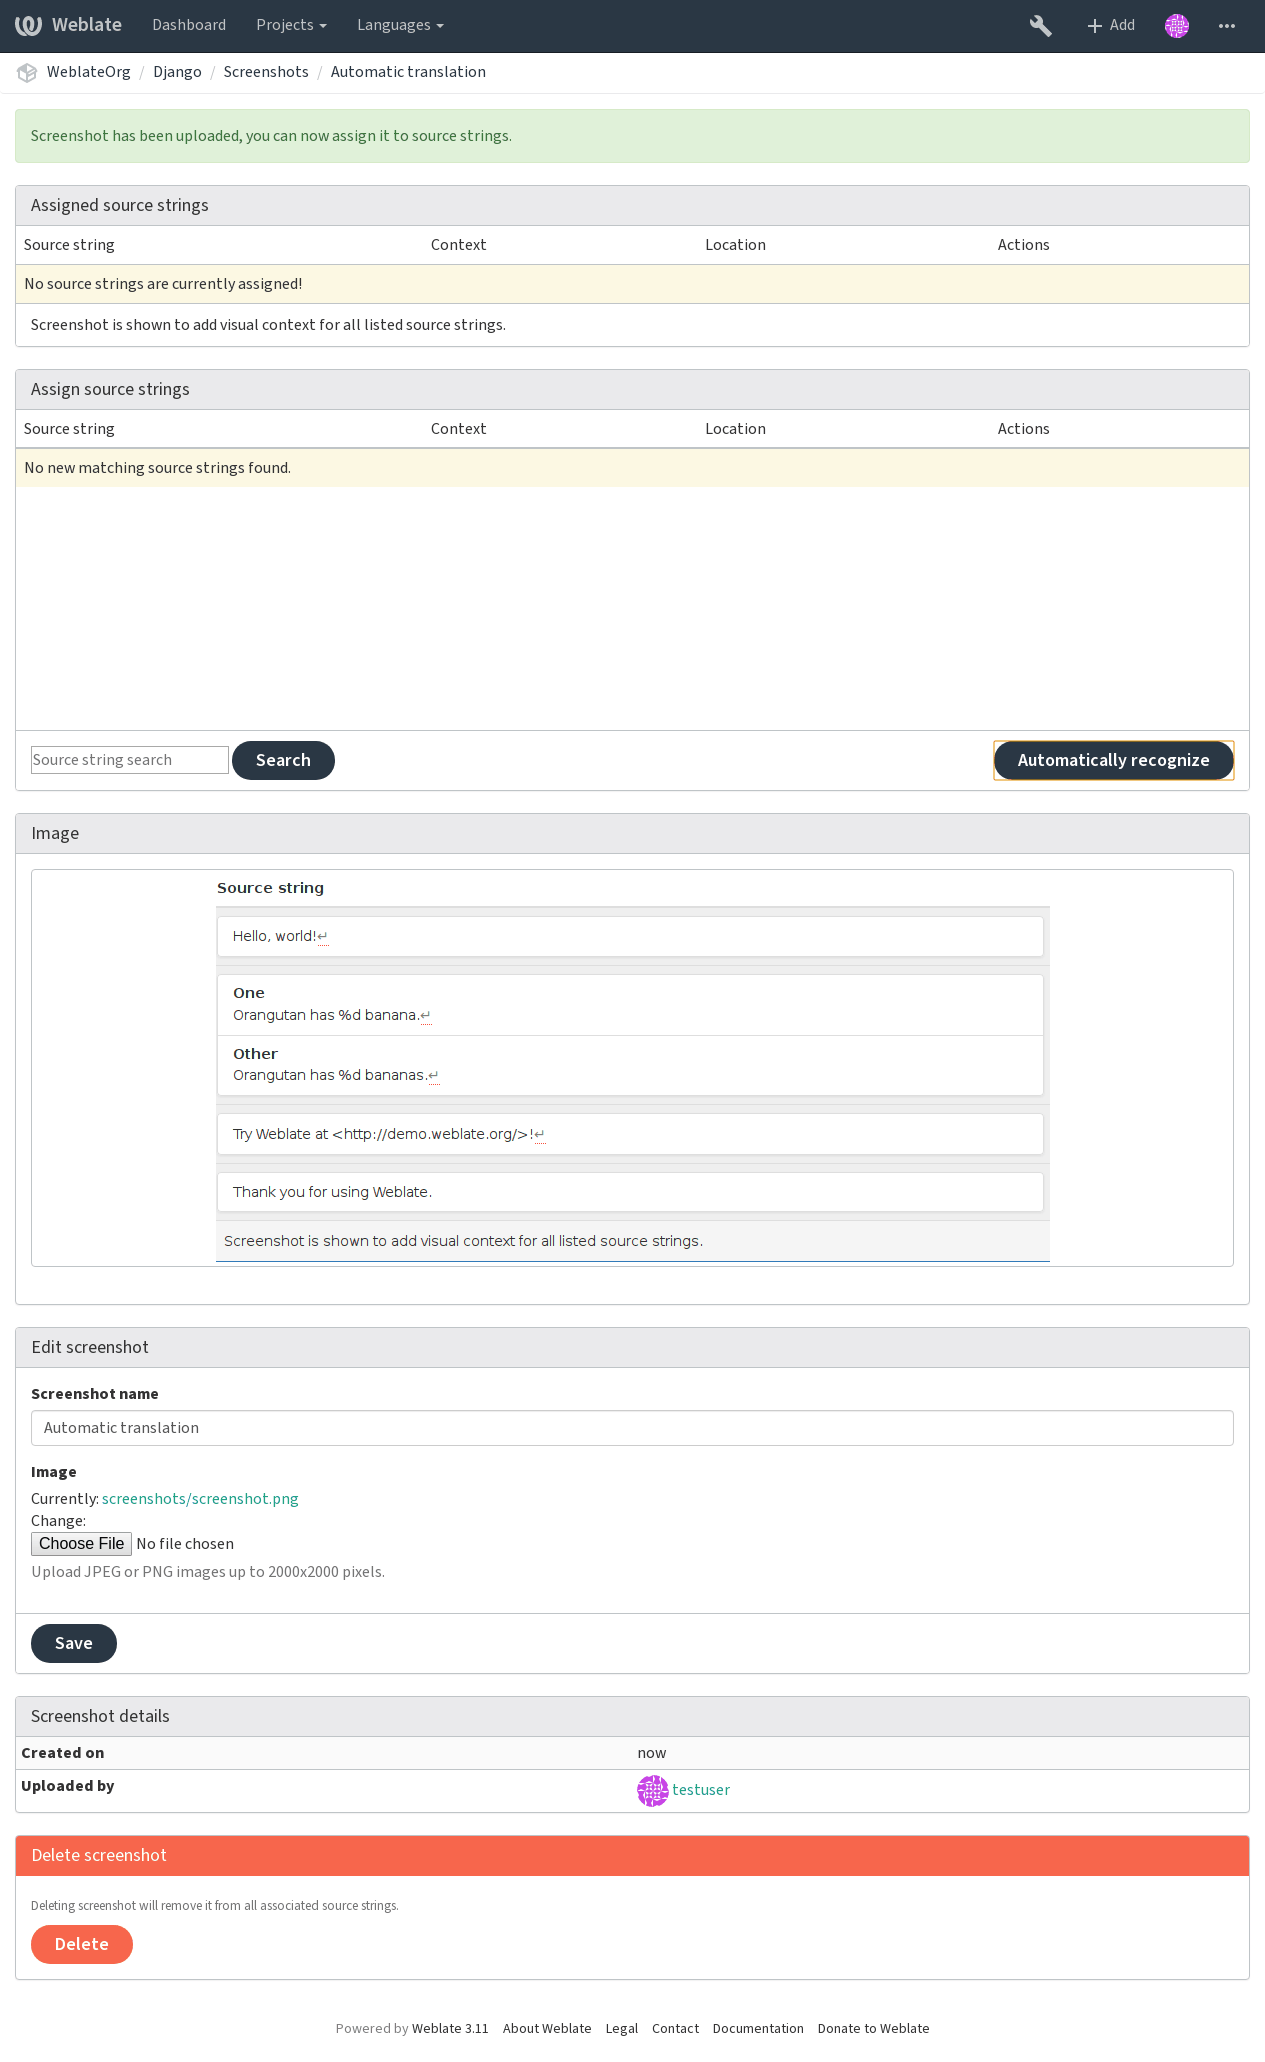 Weblate Dashboard Projects Languages Add
WeblateOrg / Django / Screenshots / Automatic translation
Screenshot has been uploaded, you can now assign it to source strings.
Assigned source strings
Source string Context Location Actions
No source strings are currently assigned!
Screenshot is shown to add visual context for all listed source strings.
Assign source strings
Source string Context Location Actions
No new matching source strings found.
Source string search Search Automatically recognize
Image
Source string
Hello, world!↵
One
Orangutan has %d banana.↵
Other
Orangutan has %d bananas.↵
Try Weblate at <http://demo.weblate.org/>!↵
Thank you for using Weblate.
Screenshot is shown to add visual context for all listed source strings.
Edit screenshot
Screenshot name
Automatic translation
Image
Currently: screenshots/screenshot.png
Change:
Choose File No file chosen
Upload JPEG or PNG images up to 2000x2000 pixels.
Save
Screenshot details
Created on now
Uploaded by testuser
Delete screenshot
Deleting screenshot will remove it from all associated source strings.
Delete
Powered by Weblate 3.11 About Weblate Legal Contact Documentation Donate to Weblate